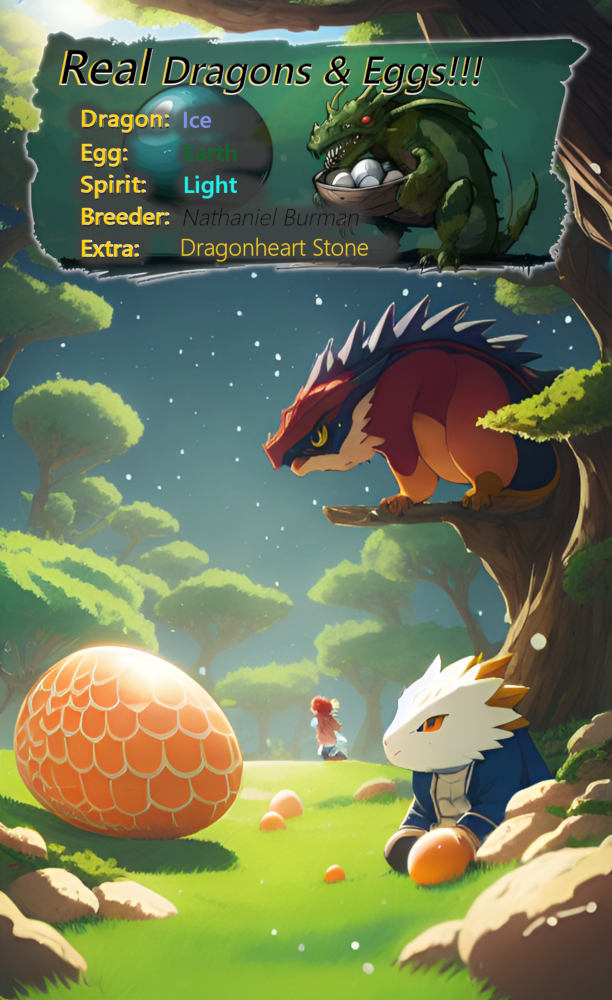 Real Dragons & Eggs!!!
Dragon: Ice
Egg: Earth
Spirit: Light
Breeder: Nathaniel Burman
Extra: Dragonheart Stone